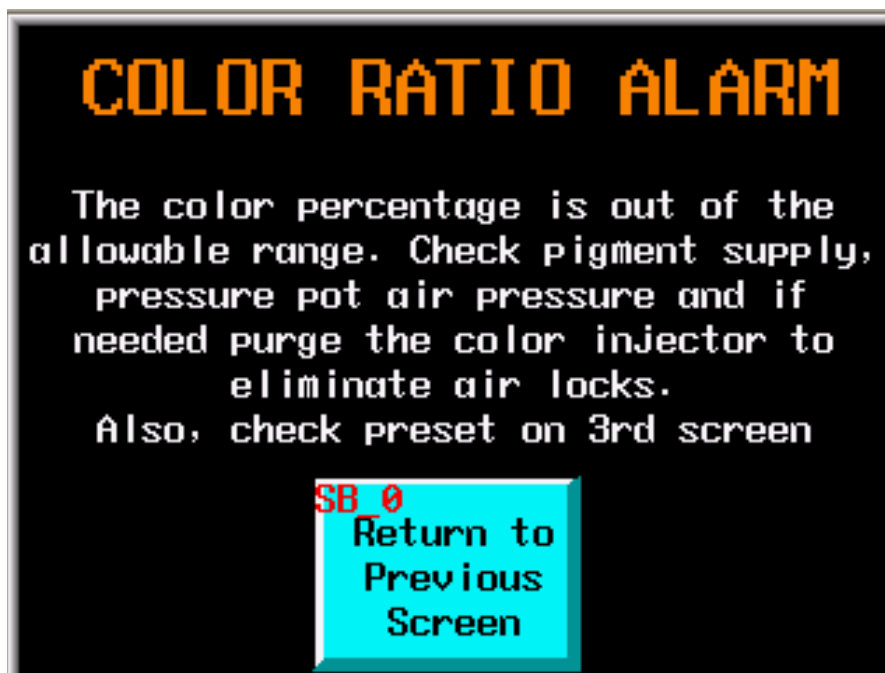 COLOR RATIO ALARM
The color percentage is out of the
allowable range. Check pigment supply,
pressure pot air pressure and if
needed purge the color injector to
eliminate air locks.
Also, check preset on 3rd screen
SB_0
Return to
Previous
Screen